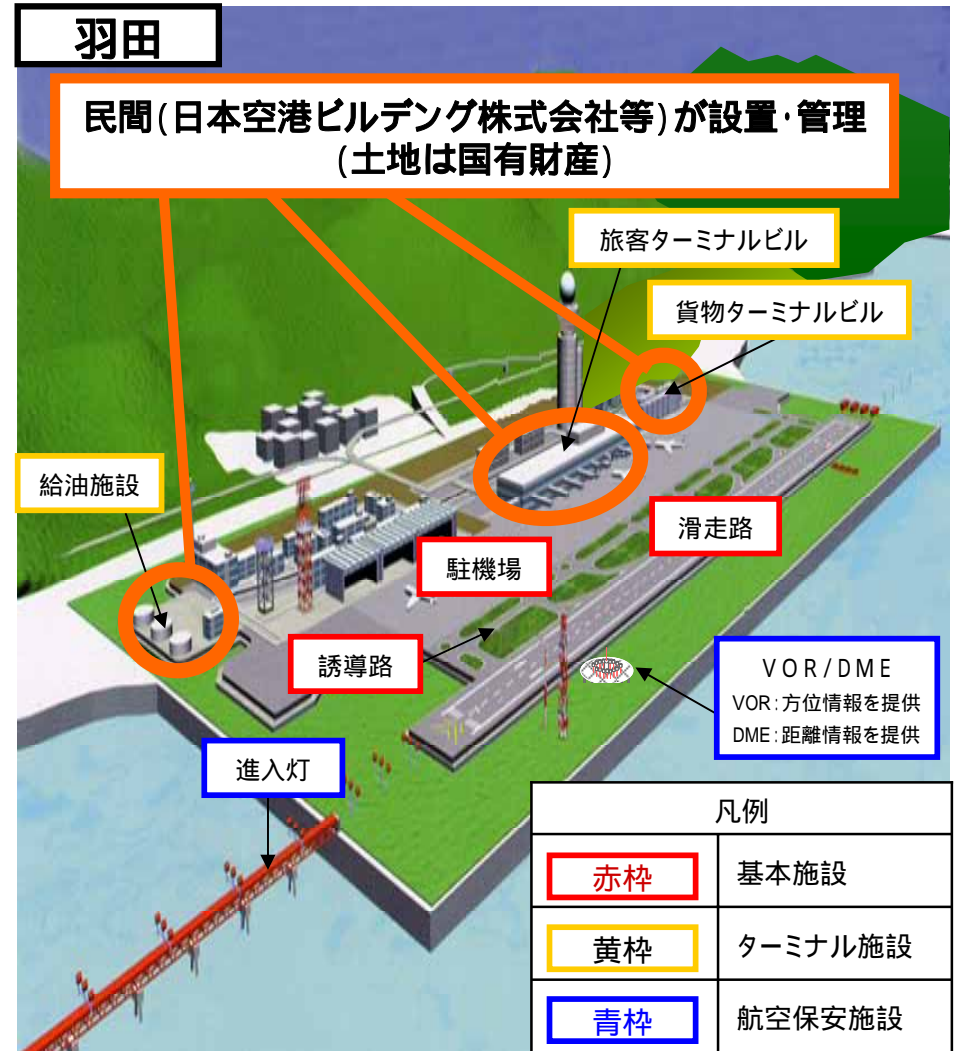 羽田
民間(日本空港ビルデング株式会社等)が設置・管理
(土地は国有財産)
旅客ターミナルビル
貨物ターミナルビル
給油施設
滑走路
駐機場
誘導路
VOR/DME
VOR:方位情報を提供
DME:距離情報を提供
進入灯
凡例
赤枠 基本施設
黄枠 ターミナル施設
青枠 航空保安施設